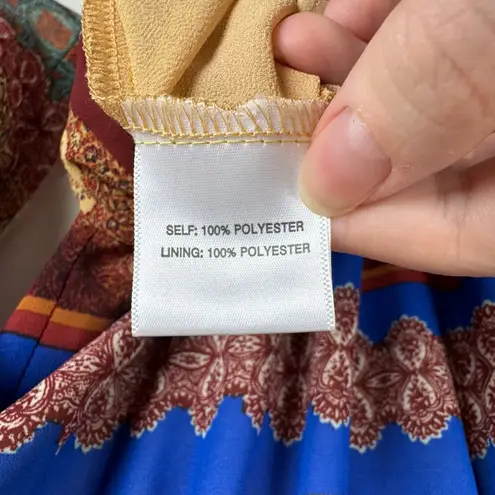 SELF: 100% POLYESTER
LINING: 100% POLYESTER